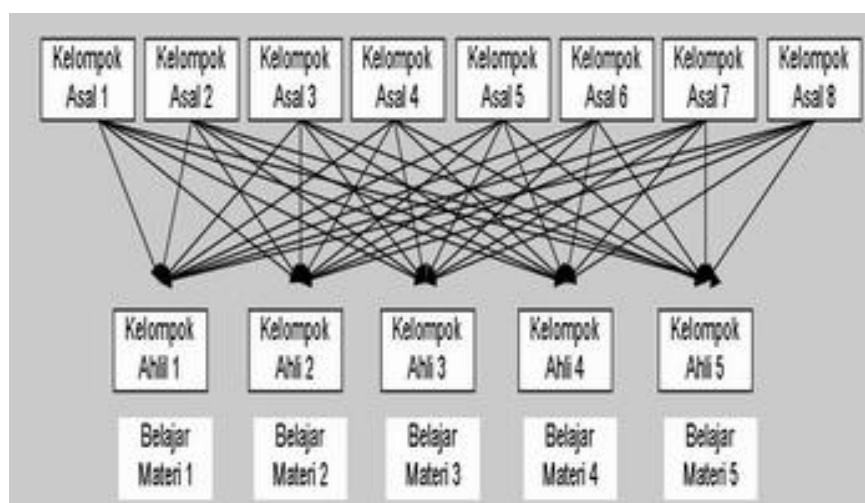 Kelompok
Asal 1
Kelompok
Asal 2
Kelompok
Asal 3
Kelompok
Asal 4
Kelompok
Asal 5
Kelompok
Asal 6
Kelompok
Asal 7
Kelompok
Asal 8
Kelompok
Ahlil 1
Kelompok
Ahli 2
Kelompok
Ahli 3
Kelompok
Ahli 4
Kelompok
Ahli 5
Belajar
Materi 1
Belajar
Materi 2
Belajar
Materi 3
Belajar
Materi 4
Belajar
Materi 5